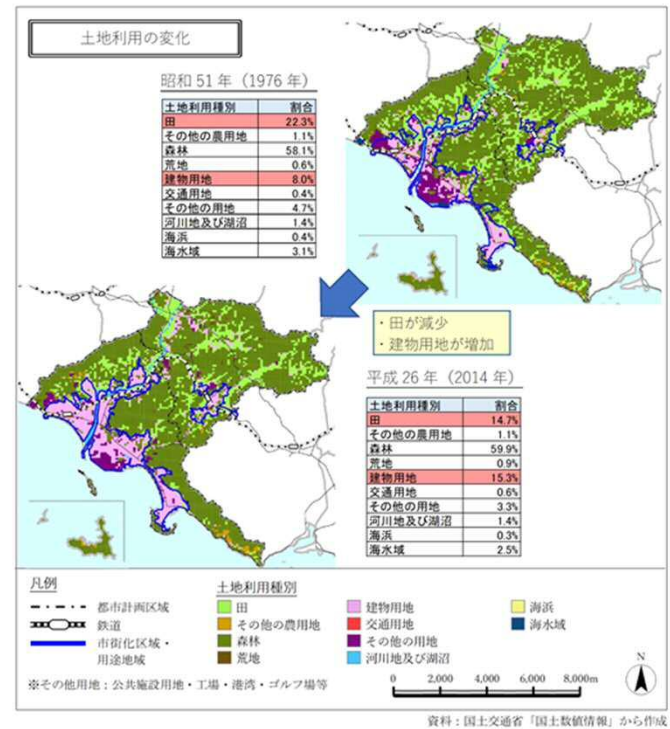 土地利用の変化
昭和51年（1976年）
土地利用種別 割合
田 22.3%
その他の農用地 1.1%
森林 58.1%
荒地 0.6%
建物用地 8.0%
交通用地 0.4%
その他の用地 4.7%
河川地及び湖沼 1.4%
海浜 0.4%
海水域 3.1%
・田が減少
・建物用地が増加
平成26年（2014年）
土地利用種別 割合
田 14.7%
その他の農用地 1.1%
森林 59.9%
荒地 0.9%
建物用地 15.3%
交通用地 0.6%
その他の用地 3.3%
河川地及び湖沼 1.4%
海浜 0.3%
海水域 2.5%
凡例
都市計画区域
鉄道
市街化区域・
用途地域
土地利用種別
田
その他の農用地
森林
荒地
建物用地
交通用地
その他の用地
河川地及び湖沼
海浜
海水域
※その他用地：公共施設用地・工場・港湾・ゴルフ場等
0 2,000 4,000 6,000 8,000m
N
資料：国土交通省「国土数値情報」から作成